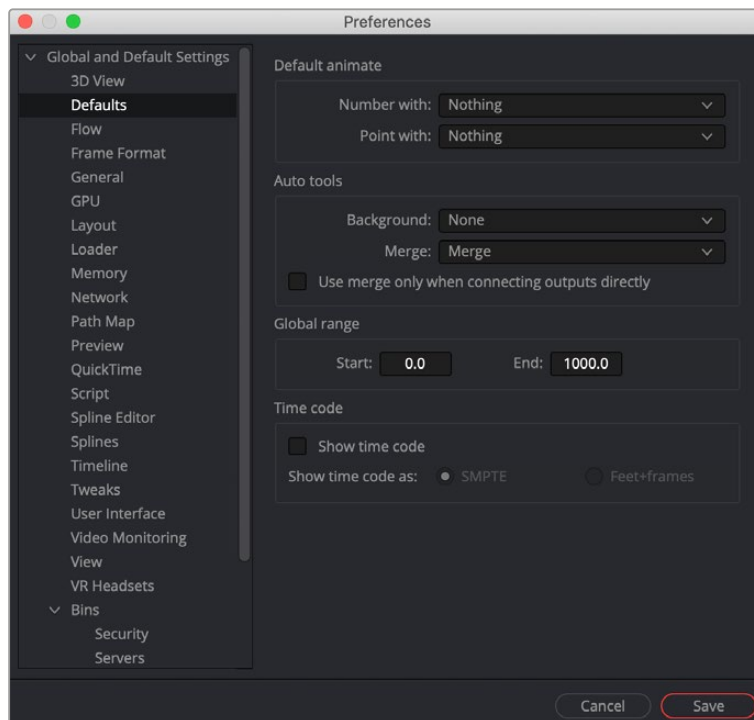 Preferences
Global and Default Settings
3D View
Defaults
Flow
Frame Format
General
GPU
Layout
Loader
Memory
Network
Path Map
Preview
QuickTime
Script
Spline Editor
Splines
Timeline
Tweaks
User Interface
Video Monitoring
View
VR Headsets
Bins
Security
Servers
Default animate
Number with: Nothing
Point with: Nothing
Auto tools
Background: None
Merge: Merge
Use merge only when connecting outputs directly
Global range
Start: 0.0 End: 1000.0
Time code
Show time code
Show time code as: SMPTE Feet+frames
Cancel Save